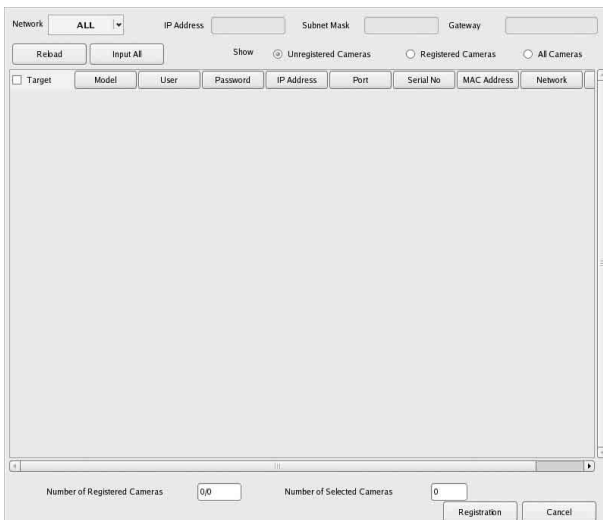 Network ALL IP Address Subnet Mask Gateway
Reload Input All Show Unregistered Cameras Registered Cameras All Cameras
Target Model User Password IP Address Port Serial No MAC Address Network
Number of Registered Cameras 0/0 Number of Selected Cameras 0
Registration Cancel